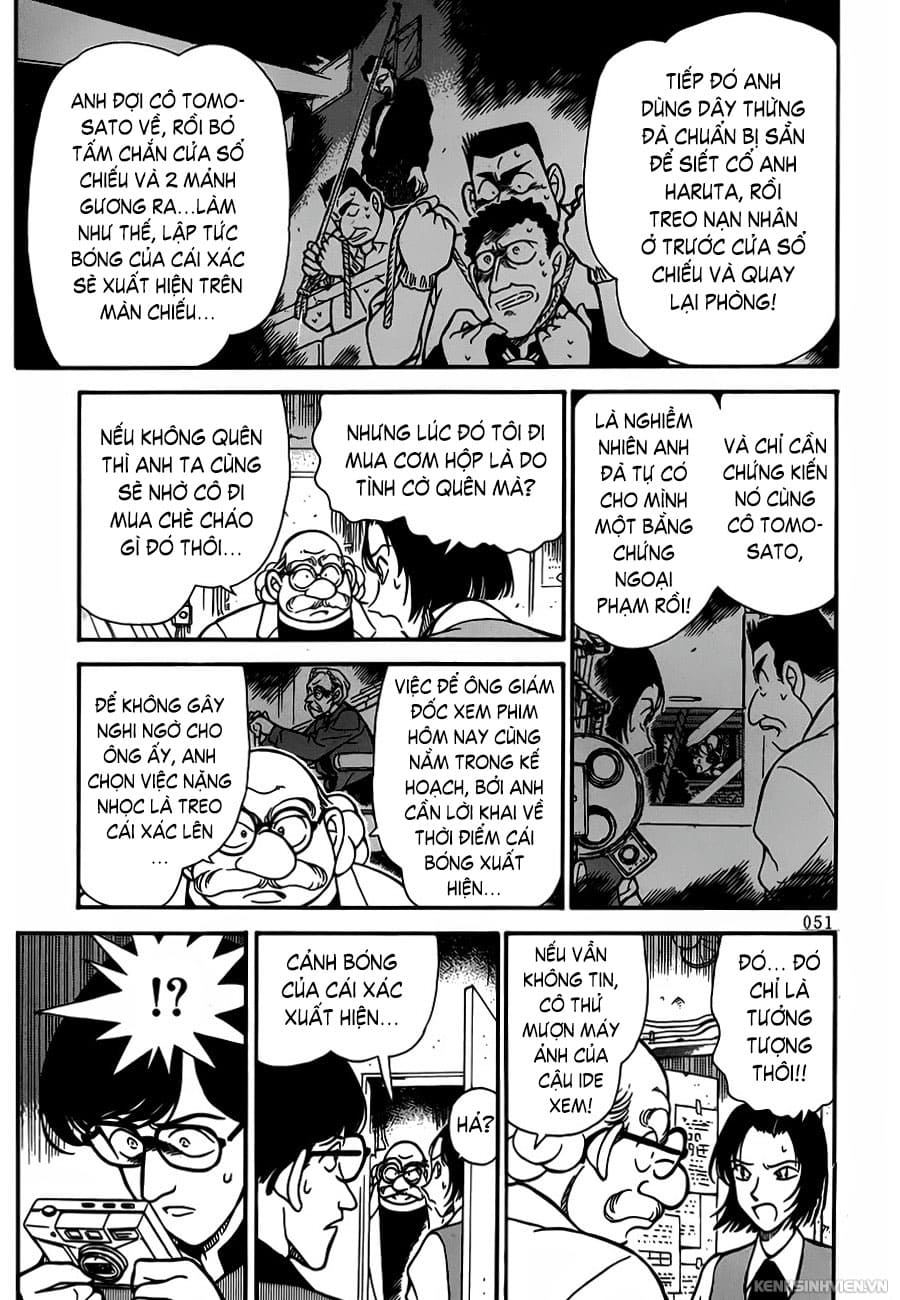 TIẾP ĐÓ ANH
DÙNG DÂY THỪNG
ĐÃ CHUẨN BỊ SẴN
ĐỂ SIẾT CỔ ANH
HARUTA, RỒI
TREO NẠN NHÂN
Ở TRƯỚC CỬA SỔ
CHIẾU VÀ QUAY
LẠI PHÒNG!
ANH ĐỢI CÔ TOMO-
SATO VỀ, RỒI BỎ
TẤM CHẮN CỬA SỔ
CHIẾU VÀ 2 MẢNH
GƯƠNG RA...LÀM
NHƯ THẾ, LẬP TỨC
BÓNG CỦA CÁI XÁC
SẼ XUẤT HIỆN TRÊN
MÀN CHIẾU...
VÀ CHỈ CẦN
CHỨNG KIẾN
NÓ CÙNG
CÔ TOMO-
SATO,
LÀ NGHIỄM
NHIÊN ANH
ĐÃ TỰ CÓ
CHO MÌNH
MỘT BẰNG
CHỨNG
NGOẠI
PHẠM RỒI!
NHƯNG LÚC ĐÓ TÔI ĐI
MUA CƠM HỘP LÀ DO
TÌNH CỜ QUÊN MÀ?
NẾU KHÔNG QUÊN
THÌ ANH TA CŨNG
SẼ NHỜ CÔ ĐI
MUA CHÈ CHÁO
GÌ ĐÓ THÔI...
VIỆC ĐỂ ÔNG GIÁM
ĐỐC XEM PHIM
HÔM NAY CŨNG
NẰM TRONG KẾ
HOẠCH, BỞI ANH
CẦN LỜI KHAI VỀ
THỜI ĐIỂM CÁI
BÓNG XUẤT
HIỆN...
ĐỂ KHÔNG GÂY
NGHI NGỜ CHO
ÔNG ẤY, ANH
CHỌN VIỆC NẶNG
NHỌC LÀ TREO
CÁI XÁC LÊN
...
051
ĐÓ... ĐÓ
CHỈ LÀ
TƯỞNG
TƯỢNG
THÔI!!
NẾU VẪN
KHÔNG TIN,
CÔ THỬ
MƯỢN MÁY
ẢNH CỦA
CẬU IDE
XEM!
CẢNH BÓNG
CỦA CÁI XÁC
XUẤT HIỆN...
HẢ?
!?
KENHSINHVIEN.VN